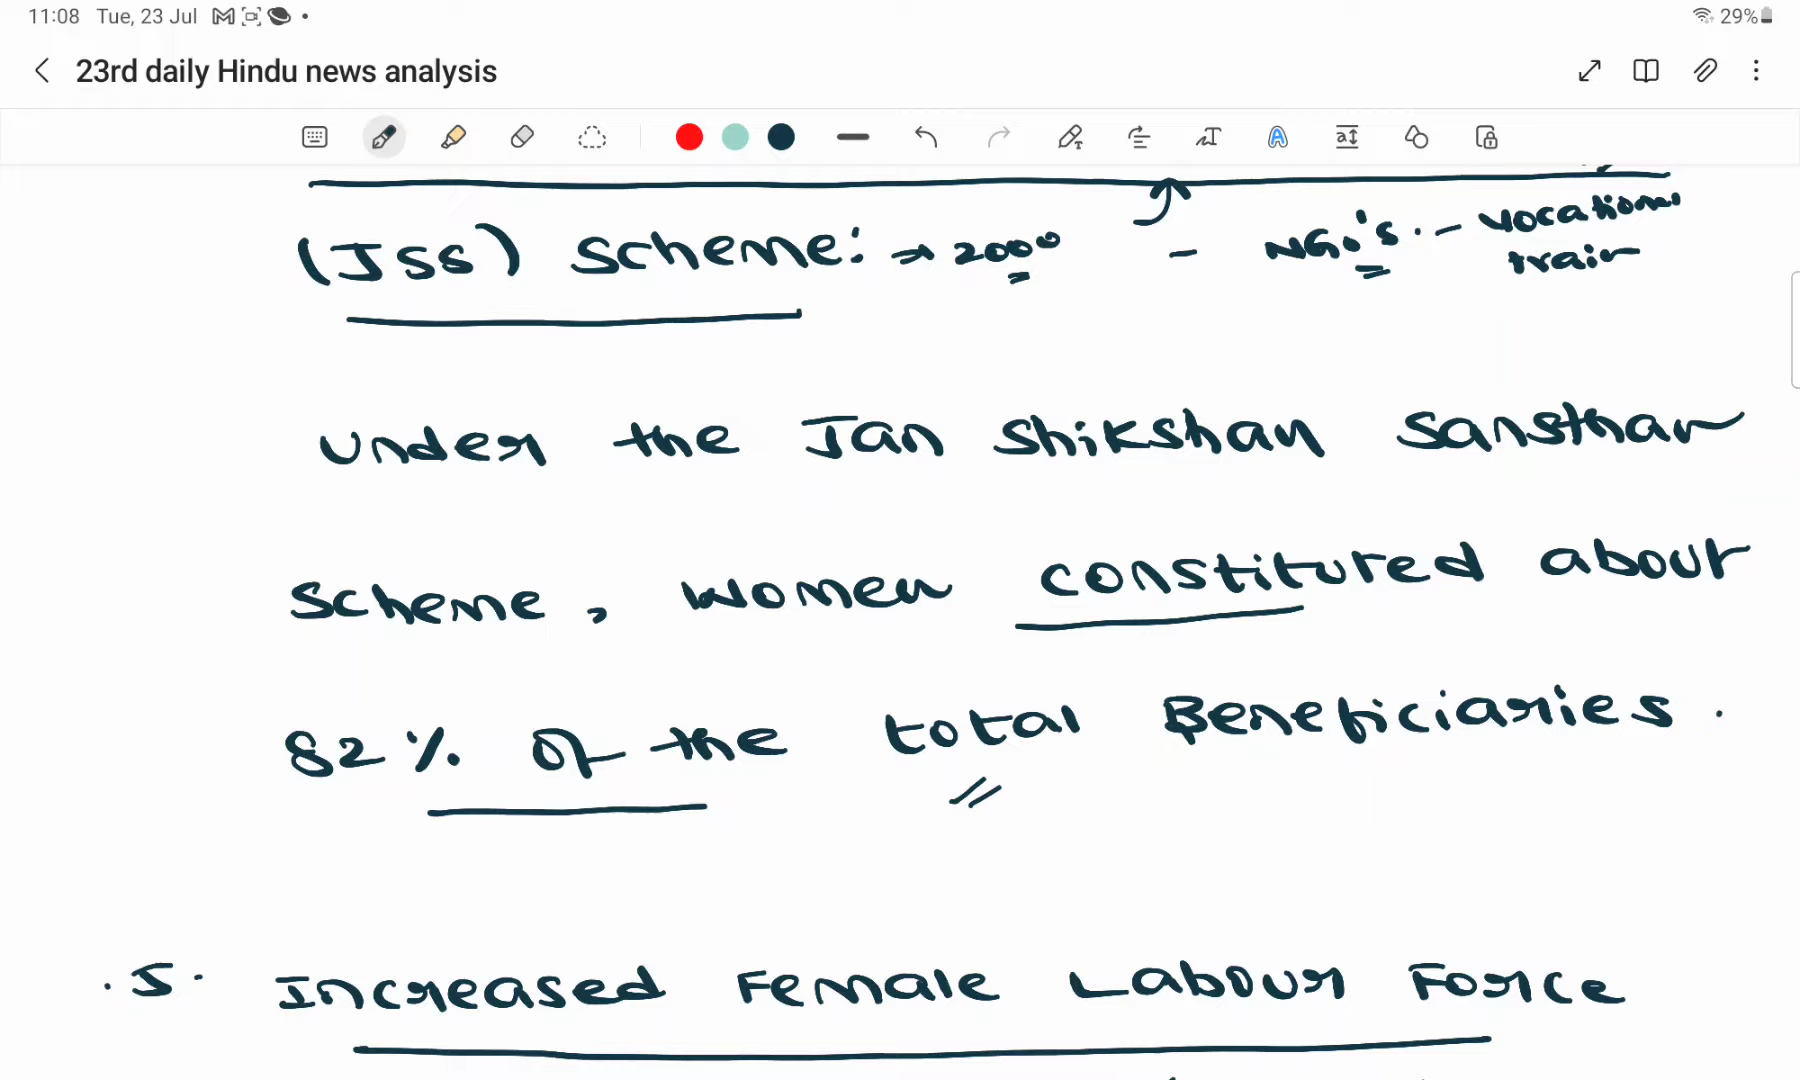 11:08 Tue, 23 Jul 29%
23rd daily Hindu news analysis
(JSS) Scheme: → 2000 - NGO's - vocational
train
under the Jan Shikshan Sansthan
scheme, women constituted about
82% of the total Beneficiaries.
.5. Increased Female Labour Force